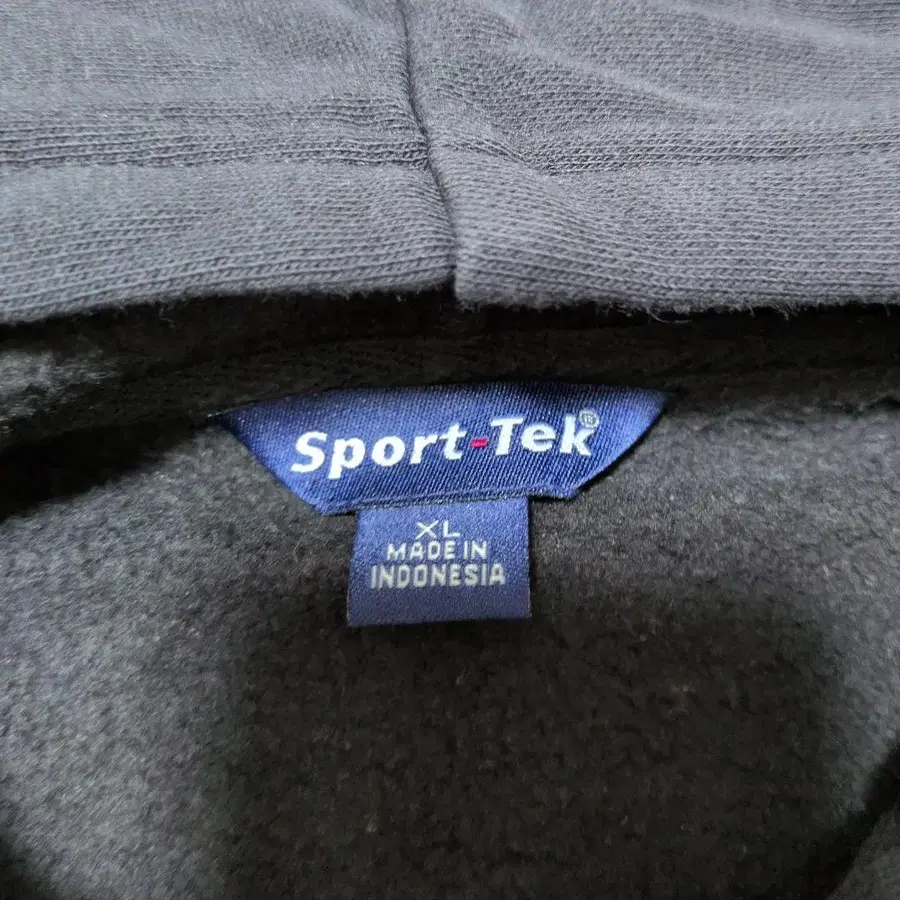 Sport-Tek®
XL
MADE IN
INDONESIA